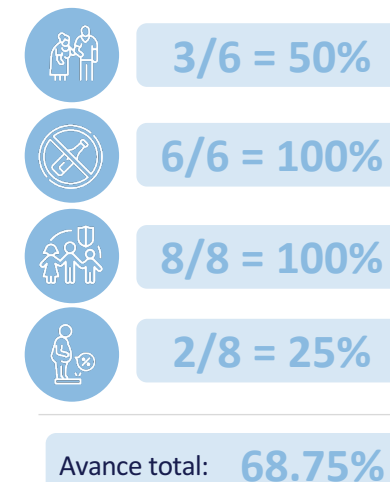 3/6 = 50%
6/6 = 100%
8/8 = 100%
2/8 = 25%
%
Avance total: 68.75%